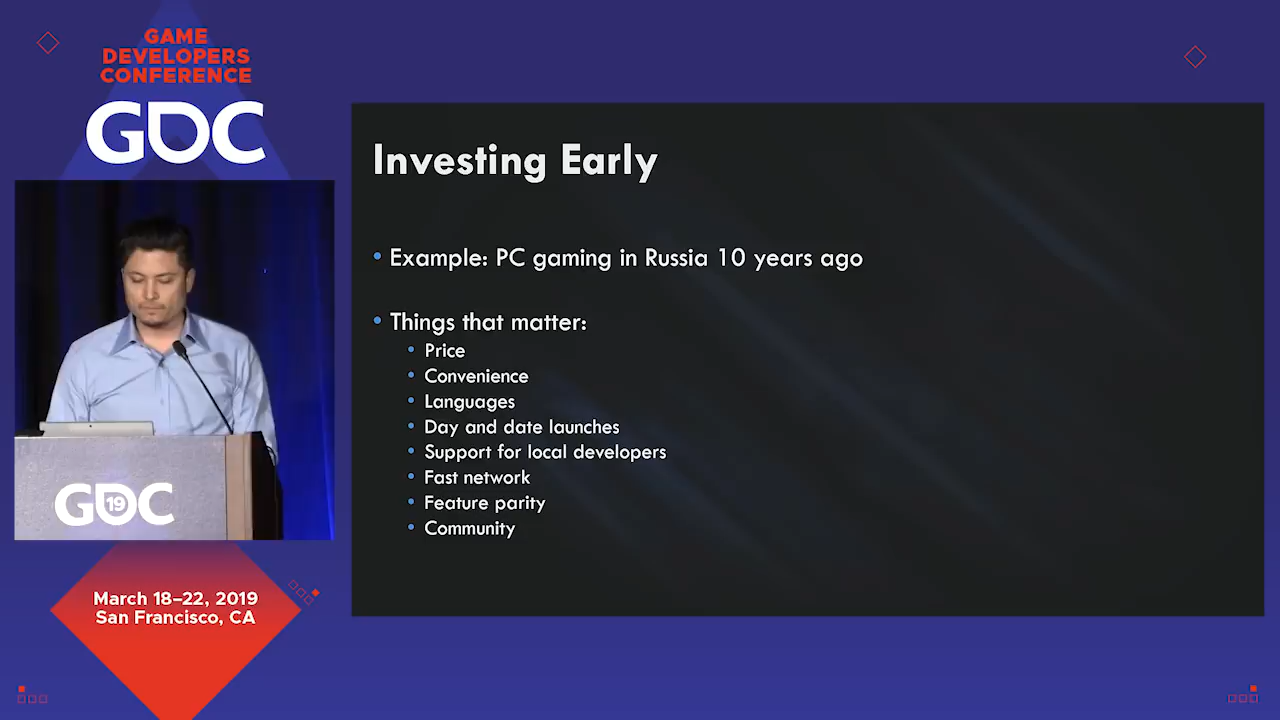 GAME
DEVELOPERS
CONFERENCE
GDC
GDC 19
March 18–22, 2019
San Francisco, CA
Investing Early
• Example: PC gaming in Russia 10 years ago
• Things that matter:
• Price
• Convenience
• Languages
• Day and date launches
• Support for local developers
• Fast network
• Feature parity
• Community